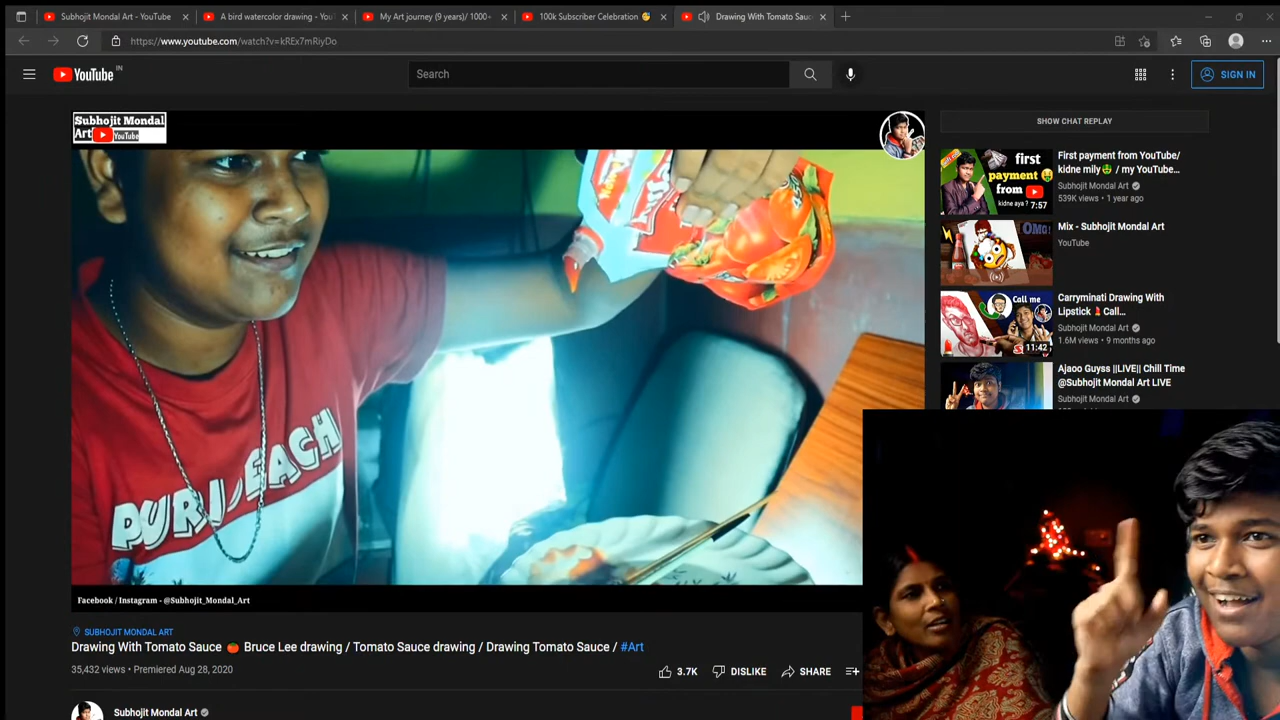 Subhojit Mondal Art - YouTube
A bird watercolor drawing - You
My Art journey (9 years)/ 1000+
100k Subscriber Celebration
Drawing With Tomato Sauc
https://www.youtube.com/watch?v=kREx7mRiyDo
YouTube IN
Search
SIGN IN
Subhojit Mondal
Art YouTube
SHOW CHAT REPLAY
first
payment
from
kidne aya ?
7:57
First payment from YouTube/
kidne mily🤑 / my YouTube...
Subhojit Mondal Art
539K views • 1 year ago
OMG!
Mix - Subhojit Mondal Art
YouTube
Call me
11:42
Carryminati Drawing With
Lipstick 💄 Call...
Subhojit Mondal Art
1.6M views • 9 months ago
Ajaoo Guyss ||LIVE|| Chill Time
@Subhojit Mondal Art LIVE
Subhojit Mondal Art
Facebook / Instagram - @Subhojit_Mondal_Art
SUBHOJIT MONDAL ART
Drawing With Tomato Sauce 🍅 Bruce Lee drawing / Tomato Sauce drawing / Drawing Tomato Sauce / #Art
35,432 views • Premiered Aug 28, 2020
3.7K
DISLIKE
SHARE
Subhojit Mondal Art